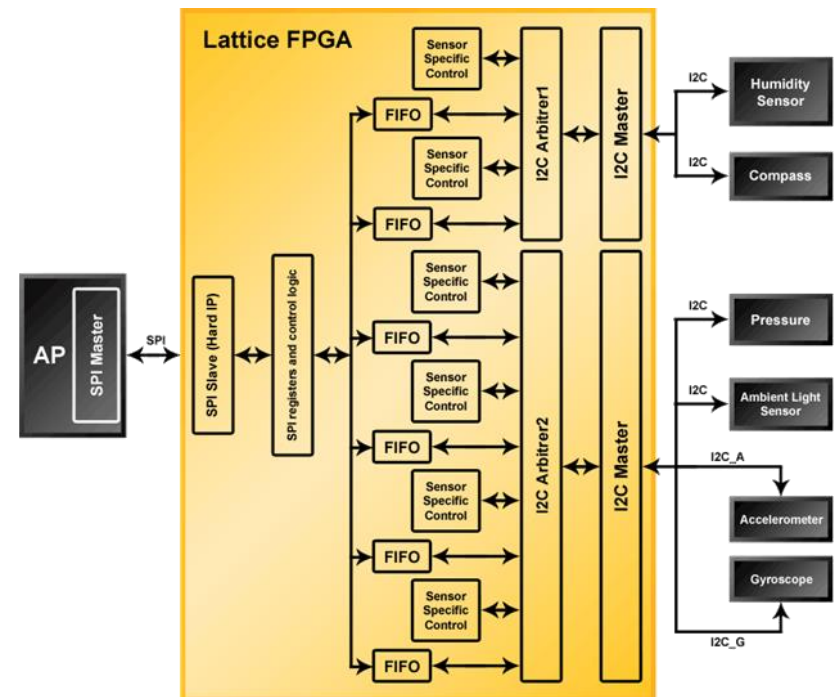 Lattice FPGA
AP
SPI Master
SPI
SPI Slave (Hard IP)
SPI registers and control logic
Sensor
Specific
Control
FIFO
Sensor
Specific
Control
FIFO
Sensor
Specific
Control
FIFO
Sensor
Specific
Control
FIFO
Sensor
Specific
Control
FIFO
Sensor
Specific
Control
FIFO
I2C Arbitrer1
I2C Master
I2C Arbitrer2
I2C Master
I2C
Humidity
Sensor
I2C
Compass
I2C
Pressure
I2C
Ambient Light
Sensor
I2C_A
Accelerometer
Gyroscope
I2C_G